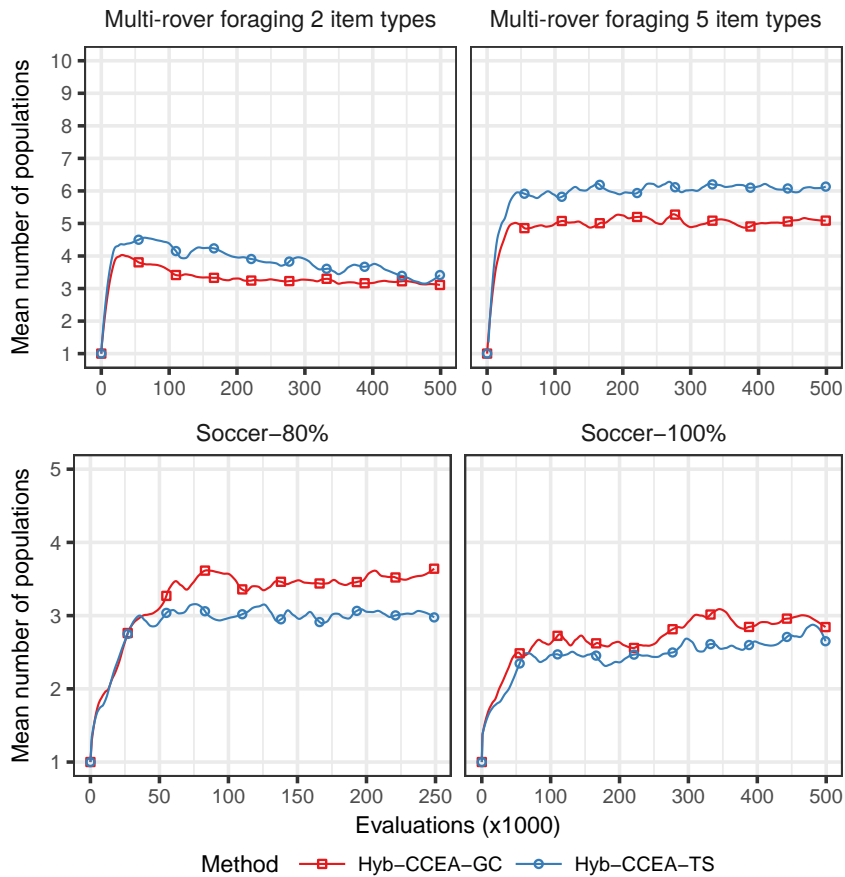 Multi−rover foraging 2 item types
Multi−rover foraging 5 item types
Mean number of populations
10
9
8
7
6
5
4
3
2
1
0 100 200 300 400 500
0 100 200 300 400 500
Soccer−80%
Soccer−100%
Mean number of populations
5
4
3
2
1
0 50 100 150 200 250
0 100 200 300 400 500
Evaluations (x1000)
Method Hyb−CCEA−GC Hyb−CCEA−TS